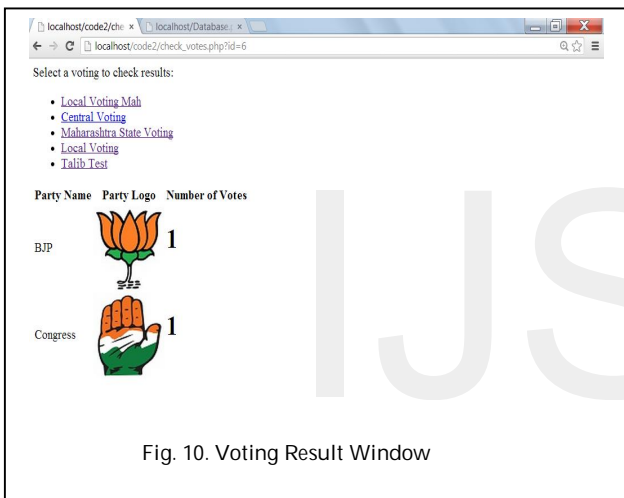 localhost/code2/che × localhost/Database.p ×
localhost/code2/check_votes.php?id=6
Select a voting to check results:
• Local Voting Mah
• Central Voting
• Maharashtra State Voting
• Local Voting
• Talib Test
Party Name Party Logo Number of Votes
BJP 1
Congress 1
IJS
Fig. 10. Voting Result Window